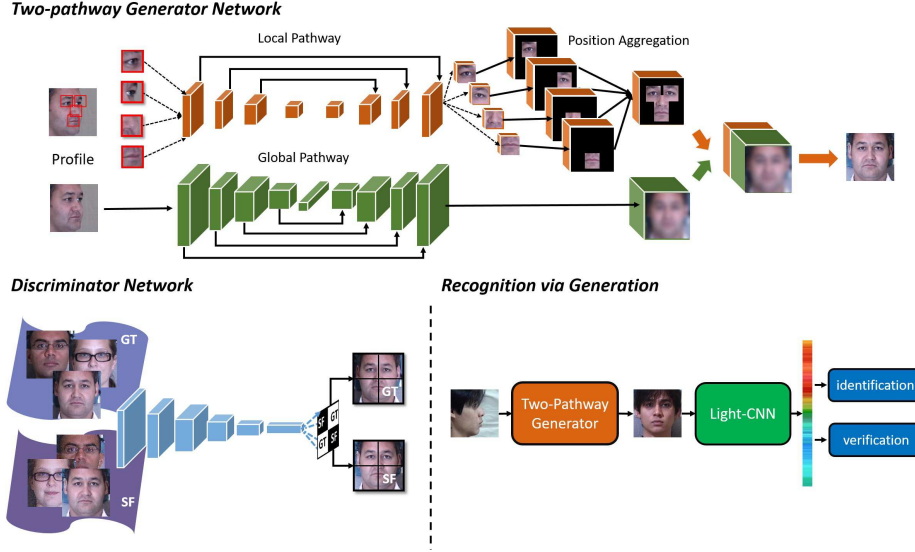 Two-pathway Generator Network
Local Pathway
Position Aggregation
Profile
Global Pathway
Discriminator Network
GT
SF
SF
GT
GT
SF
GT
SF
Recognition via Generation
Two-Pathway
Generator
Light-CNN
identification
verification